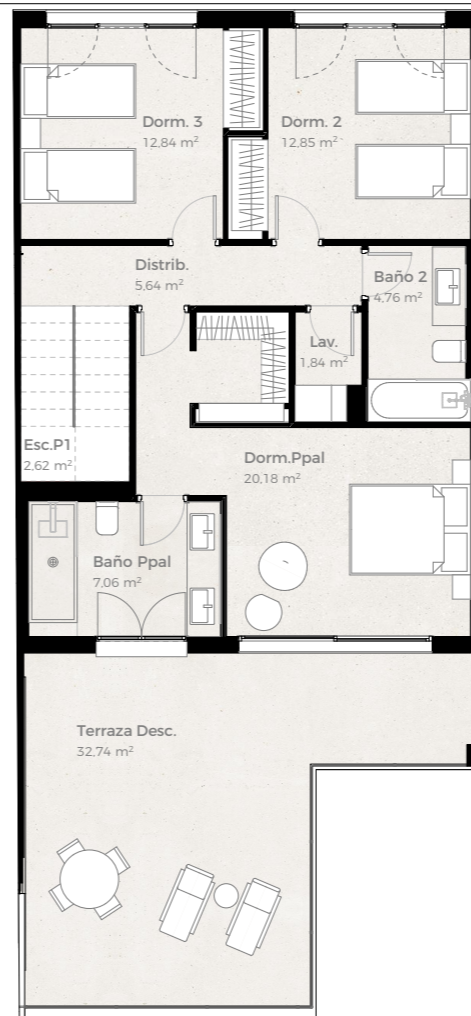 Dorm. 3
12,84 m²
Dorm. 2
12,85 m²
Distrib.
5,64 m²
Baño 2
4,76 m²
Lav.
1,84 m²
Esc.P1
2,62 m²
Dorm.Ppal
20,18 m²
Baño Ppal
7,06 m²
Terraza Desc.
32,74 m²